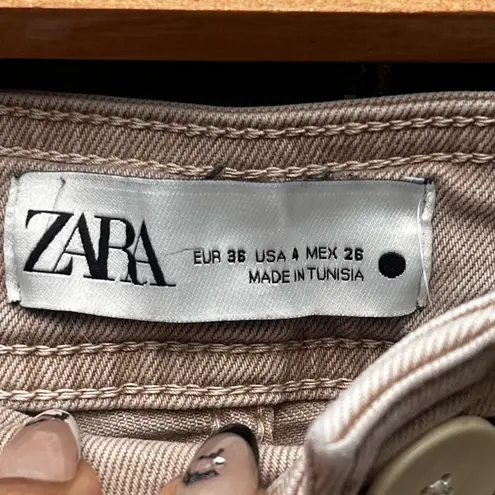 ZARA
EUR 36 USA 4 MEX 26
MADE IN TUNISIA